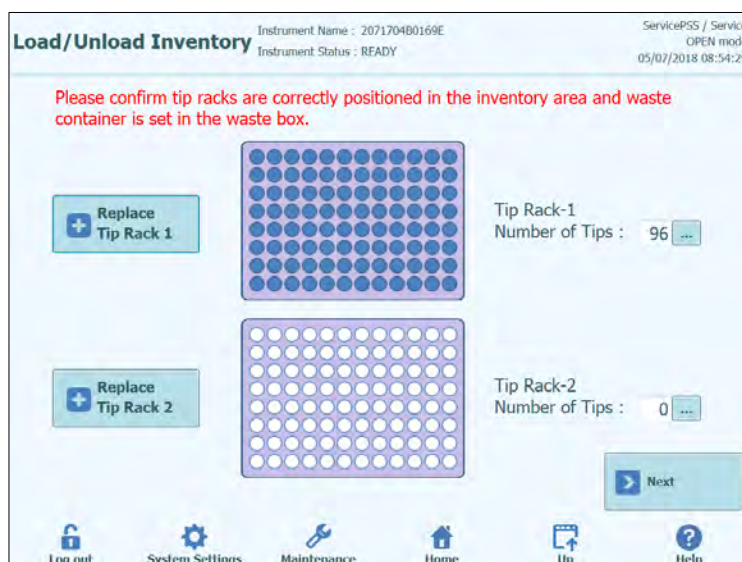 Load/Unload Inventory
Instrument Name : 2071704B0169E
Instrument Status : READY
ServicePSS / Service
OPEN mod
05/07/2018 08:54:2
Please confirm tip racks are correctly positioned in the inventory area and waste
container is set in the waste box.
Replace
Tip Rack 1
Tip Rack-1
Number of Tips : 96 ...
Replace
Tip Rack 2
Tip Rack-2
Number of Tips : 0 ...
Next
Log out
System Settings
Maintenance
Home
Up
Help